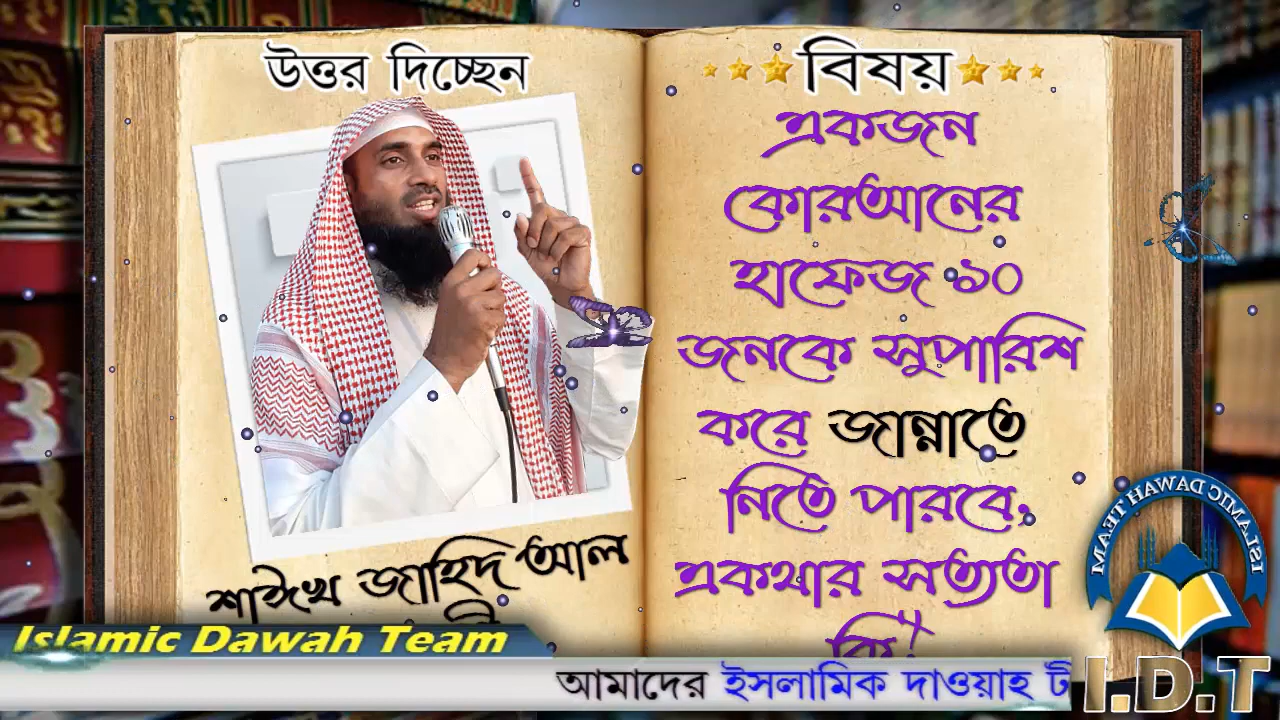 উত্তর দিচ্ছেন
শাঈখ জাহিদ আল
বিষয়
একজন
কোরআনের
হাফেজ ১০
জনকে সুপারিশ
করে জান্নাতে
নিতে পারবে,
একথার সত্যতা
কি!
ISLAMIC DAWAH TEAM
Islamic Dawah Team
আমাদের ইসলামিক দাওয়াহ টী
I.D.T